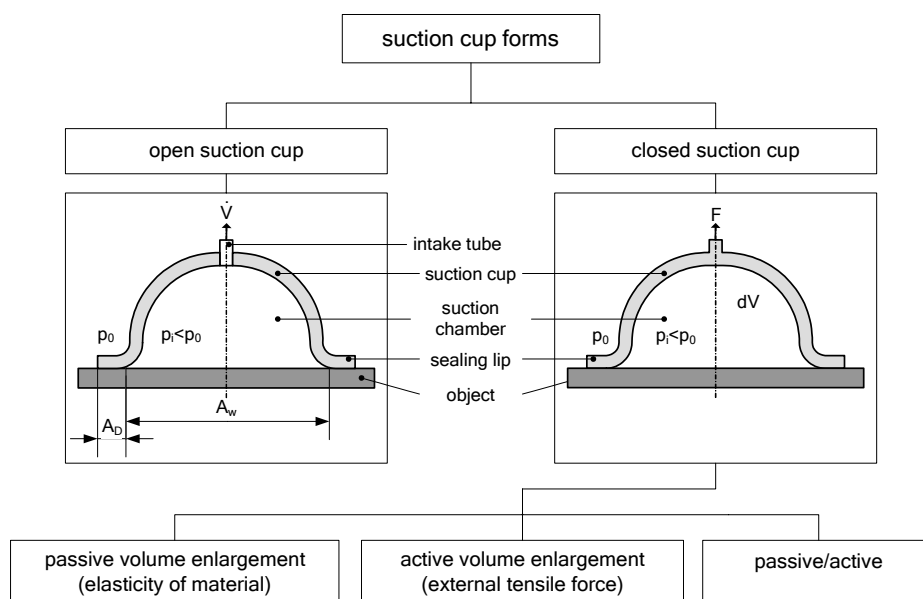 suction cup forms
open suction cup
closed suction cup
V̇
F
intake tube
suction cup
suction
chamber
dV
p₀
pᵢ<p₀
p₀
pᵢ<p₀
sealing lip
object
A_w
A_D
passive volume enlargement
(elasticity of material)
active volume enlargement
(external tensile force)
passive/active